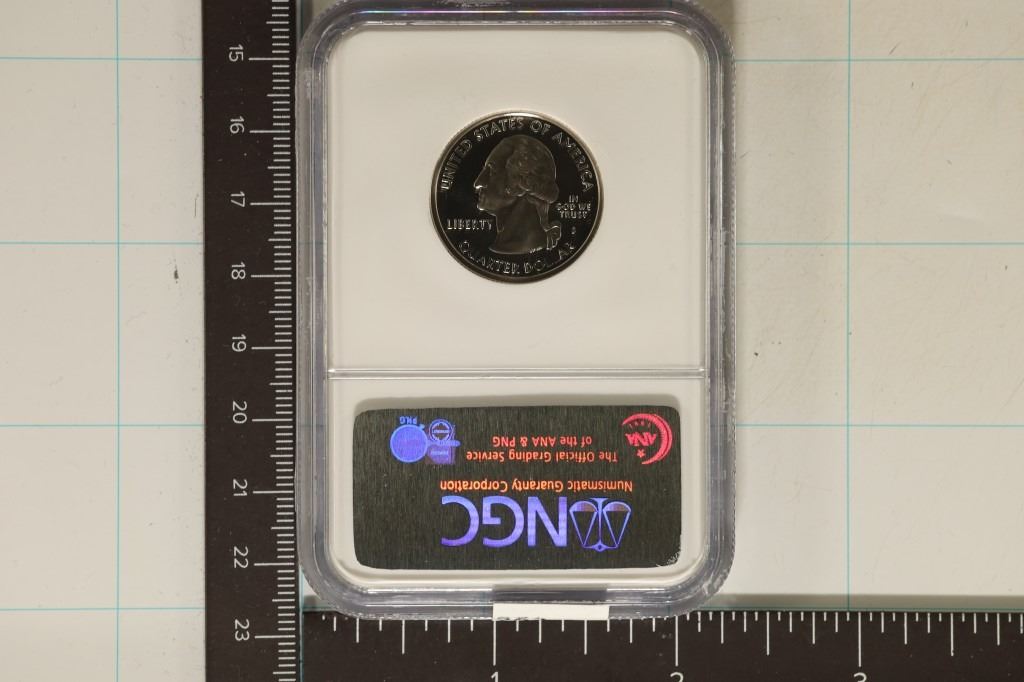 UNITED STATES OF AMERICA
LIBERTY
IN
GOD WE
TRUST
S
QUARTER DOLLAR
NGC
Numismatic Guaranty Corporation
The Official Grading Service
of the ANA & PNG
ANA
PNG
15
16
17
18
19
20
21
22
23
1
2
3